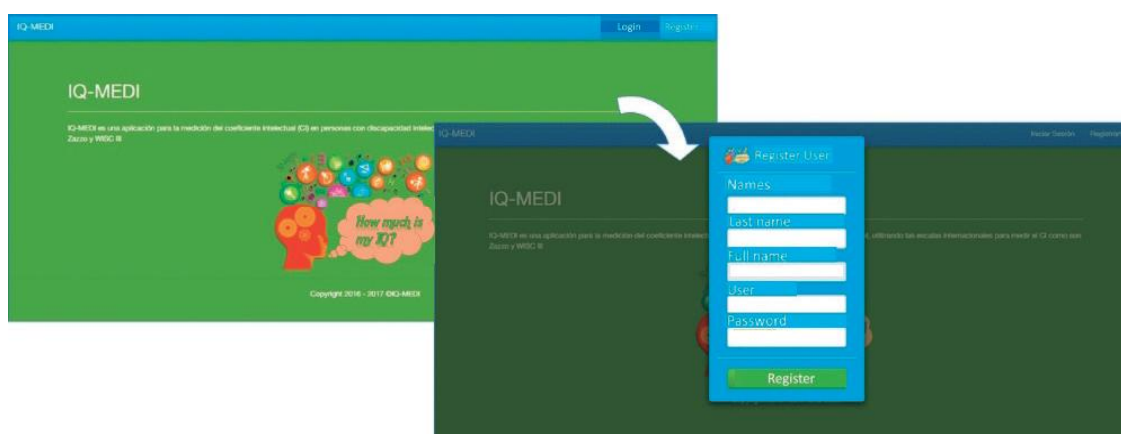 IQ-MEDI
Login Register
IQ-MEDI
IQ-MEDI es una aplicación para la medición del coeficiente intelectual (CI) en personas con discapacidad intelec
Zazzo y WISC III
How much is
my IQ?
Copyright 2016 - 2017 ©IQ-MEDI
IQ-MEDI
Iniciar Sesión
IQ-MEDI
IQ-MEDI es una aplicación para la medición del coeficiente intelect
, utilizando las escalas internacionales para medir el CI como son
Zazzo y WISC III
Register User
Names
Last name
Full name
User
Password
Register